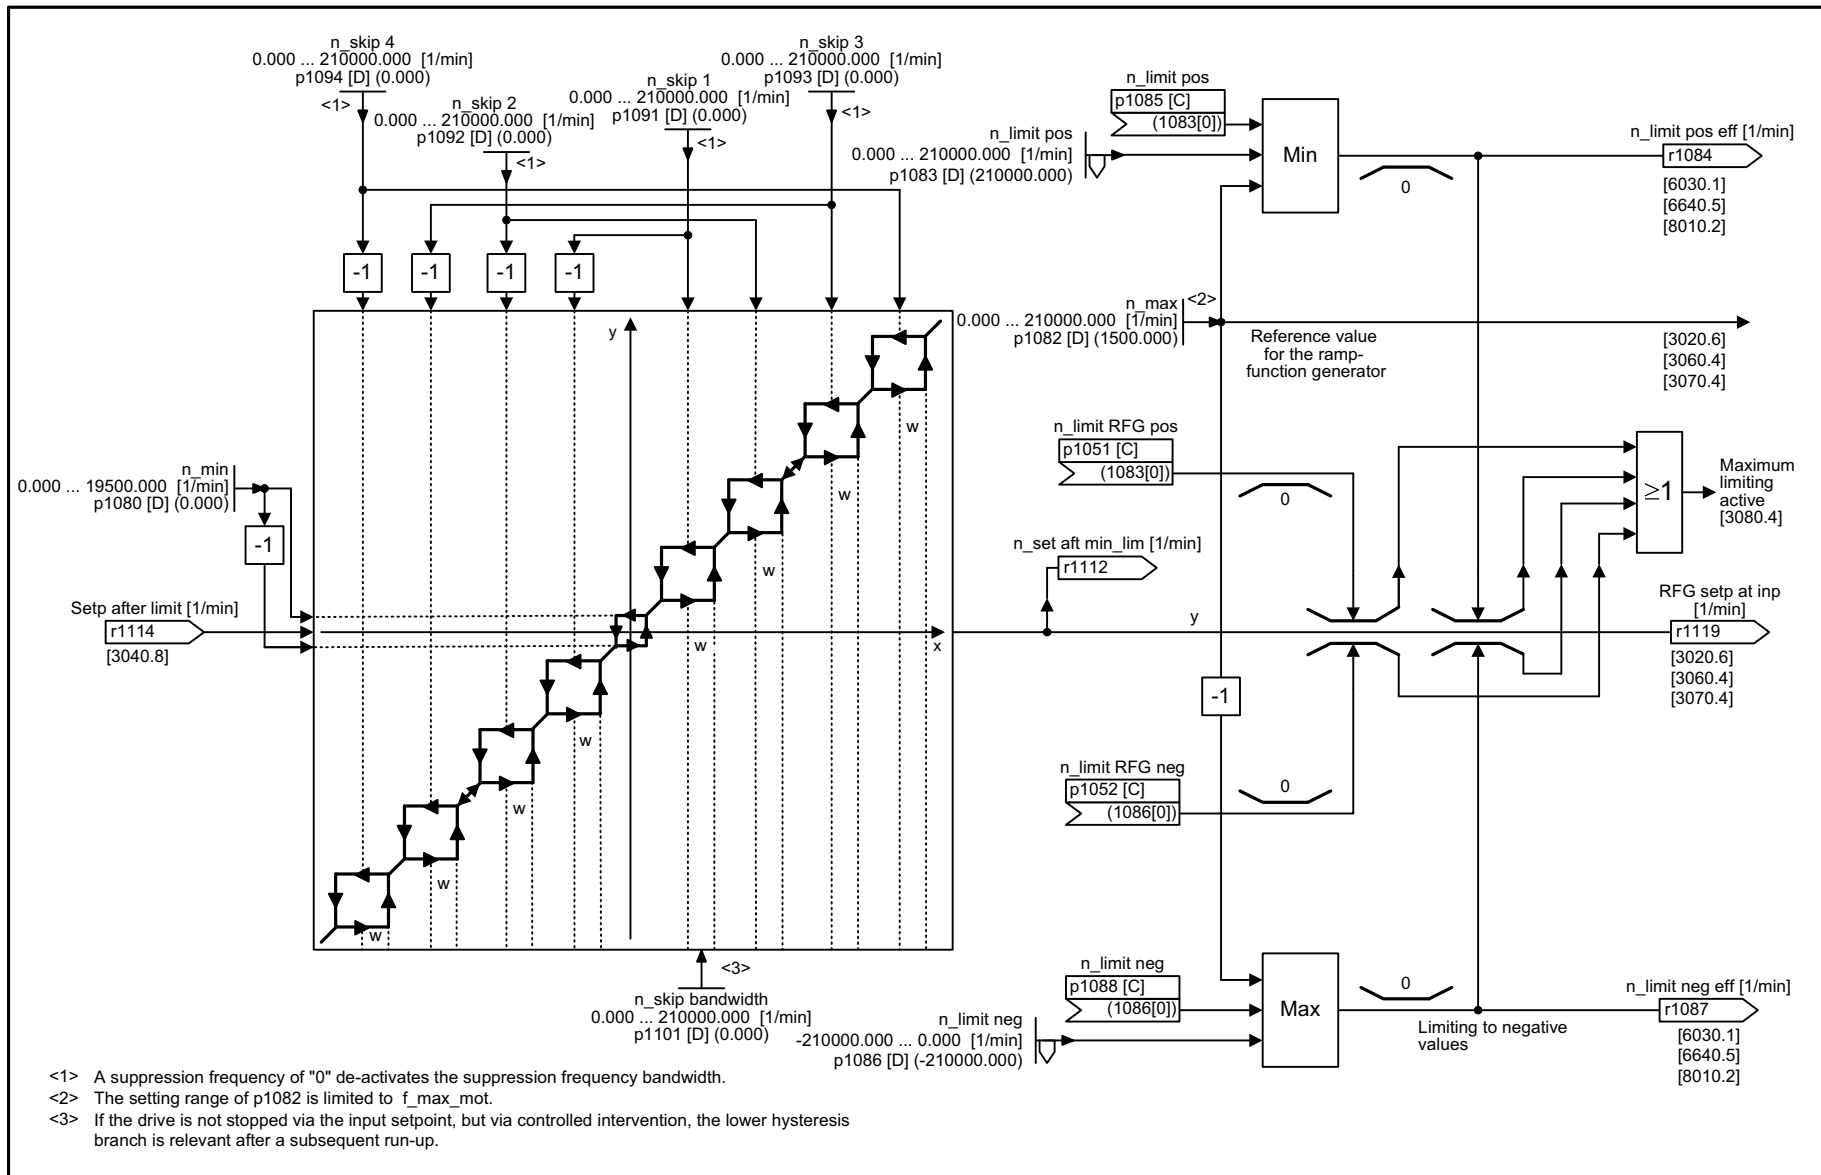 n_skip 4
0.000 ... 210000.000 [1/min]
p1094 [D] (0.000)
<1>
n_skip 2
0.000 ... 210000.000 [1/min]
p1092 [D] (0.000)
<1>
n_skip 1
0.000 ... 210000.000 [1/min]
p1091 [D] (0.000)
<1>
n_skip 3
0.000 ... 210000.000 [1/min]
p1093 [D] (0.000)
<1>
-1
-1
-1
-1
n_limit pos
p1085 [C]
(1083[0])
n_limit pos
0.000 ... 210000.000 [1/min]
p1083 [D] (210000.000)
Min
0
n_limit pos eff [1/min]
r1084
[6030.1]
[6640.5]
[8010.2]
n_max
<2>
0.000 ... 210000.000 [1/min]
p1082 [D] (1500.000)
Reference value
for the ramp-
function generator
[3020.6]
[3060.4]
[3070.4]
y
w
w
w
w
w
w
w
w
x
n_min
0.000 ... 19500.000 [1/min]
p1080 [D] (0.000)
-1
Setp after limit [1/min]
r1114
[3040.8]
n_limit RFG pos
p1051 [C]
(1083[0])
0
≥1
Maximum
limiting
active
[3080.4]
n_set aft min_lim [1/min]
r1112
y
RFG setp at inp
[1/min]
r1119
[3020.6]
[3060.4]
[3070.4]
-1
n_limit RFG neg
p1052 [C]
(1086[0])
0
<3>
n_skip bandwidth
0.000 ... 210000.000 [1/min]
p1101 [D] (0.000)
n_limit neg
p1088 [C]
(1086[0])
n_limit neg
-210000.000 ... 0.000 [1/min]
p1086 [D] (-210000.000)
Max
0
Limiting to negative
values
n_limit neg eff [1/min]
r1087
[6030.1]
[6640.5]
[8010.2]
<1> A suppression frequency of "0" de-activates the suppression frequency bandwidth.
<2> The setting range of p1082 is limited to f_max_mot.
<3> If the drive is not stopped via the input setpoint, but via controlled intervention, the lower hysteresis
branch is relevant after a subsequent run-up.